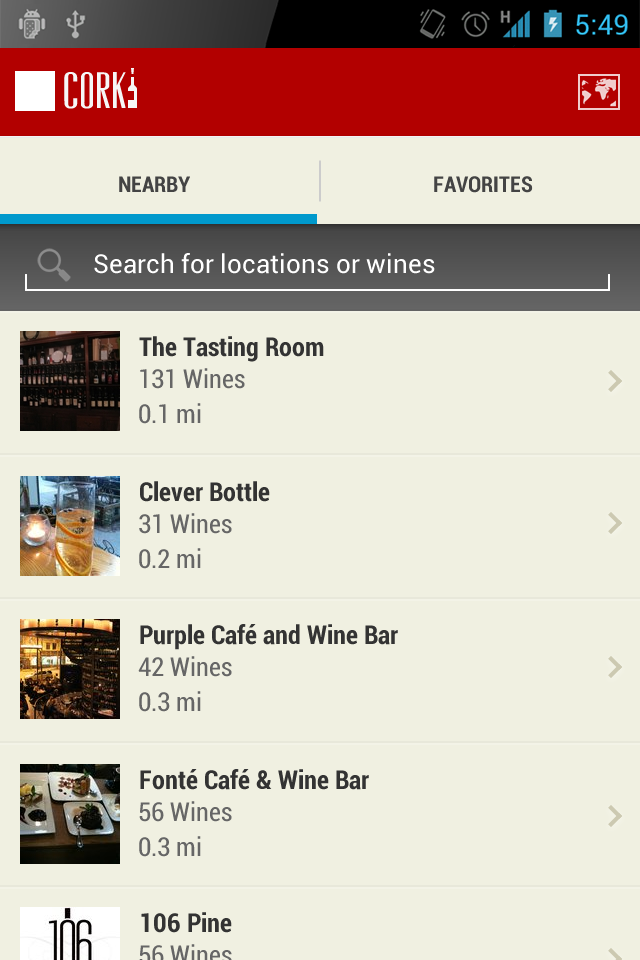 H 5:49
CORK
NEARBY FAVORITES
Search for locations or wines
The Tasting Room
131 Wines
0.1 mi
Clever Bottle
31 Wines
0.2 mi
Purple Café and Wine Bar
42 Wines
0.3 mi
Fonté Café & Wine Bar
56 Wines
0.3 mi
106
106 Pine
56 Wines